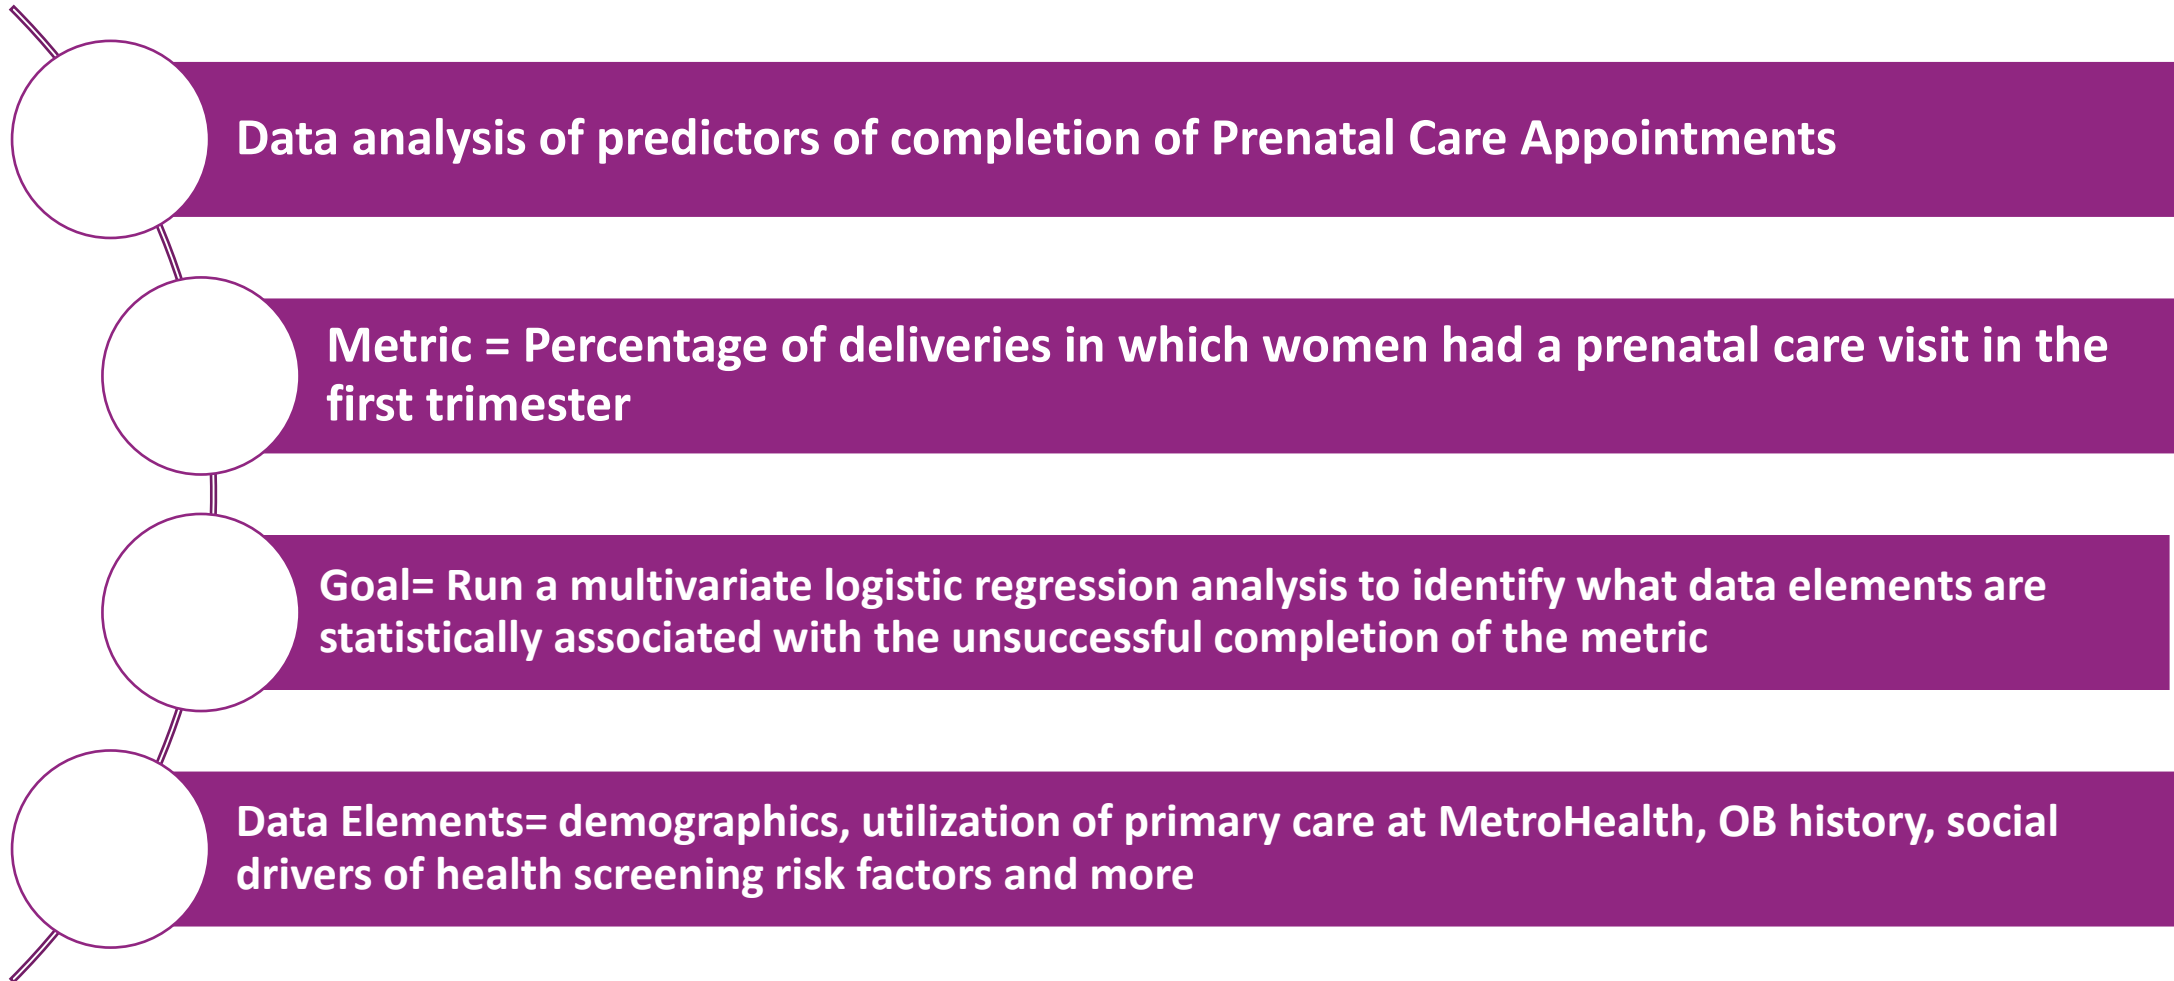 Data analysis of predictors of completion of Prenatal Care Appointments
Metric = Percentage of deliveries in which women had a prenatal care visit in the
first trimester
Goal= Run a multivariate logistic regression analysis to identify what data elements are
statistically associated with the unsuccessful completion of the metric
Data Elements= demographics, utilization of primary care at MetroHealth, OB history, social
drivers of health screening risk factors and more